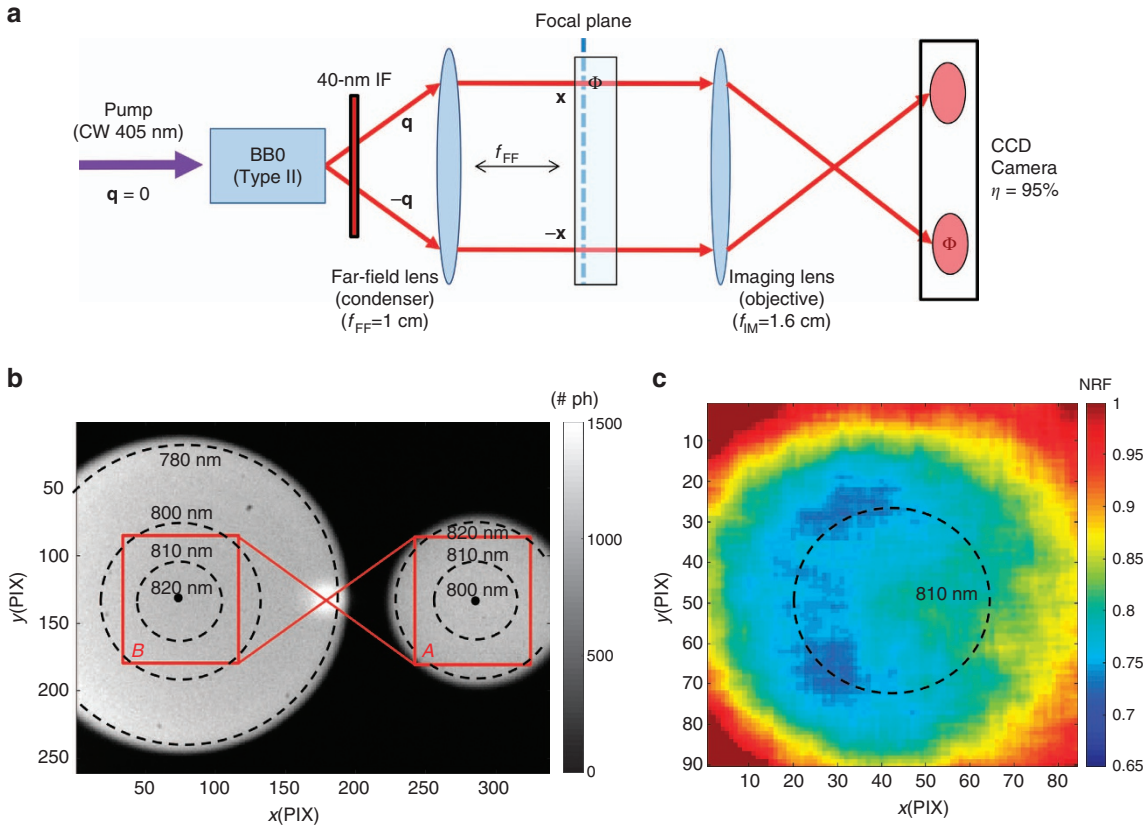 a
Focal plane
40-nm IF
Pump
(CW 405 nm)
q = 0
BB0
(Type II)
q
–q
f_FF
x
–x
Φ
CCD
Camera
η = 95%
Φ
Far-field lens
(condenser)
(f_FF=1 cm)
Imaging lens
(objective)
(f_IM=1.6 cm)
b
(# ph)
1500
1000
500
0
780 nm
800 nm
810 nm
820 nm
B
820 nm
810 nm
800 nm
A
50
100
150
200
250
y(PIX)
50
100
150
200
250
300
x(PIX)
c
NRF
1
0.95
0.9
0.85
0.8
0.75
0.7
0.65
810 nm
10
20
30
40
50
60
70
80
90
y(PIX)
10
20
30
40
50
60
70
80
x(PIX)